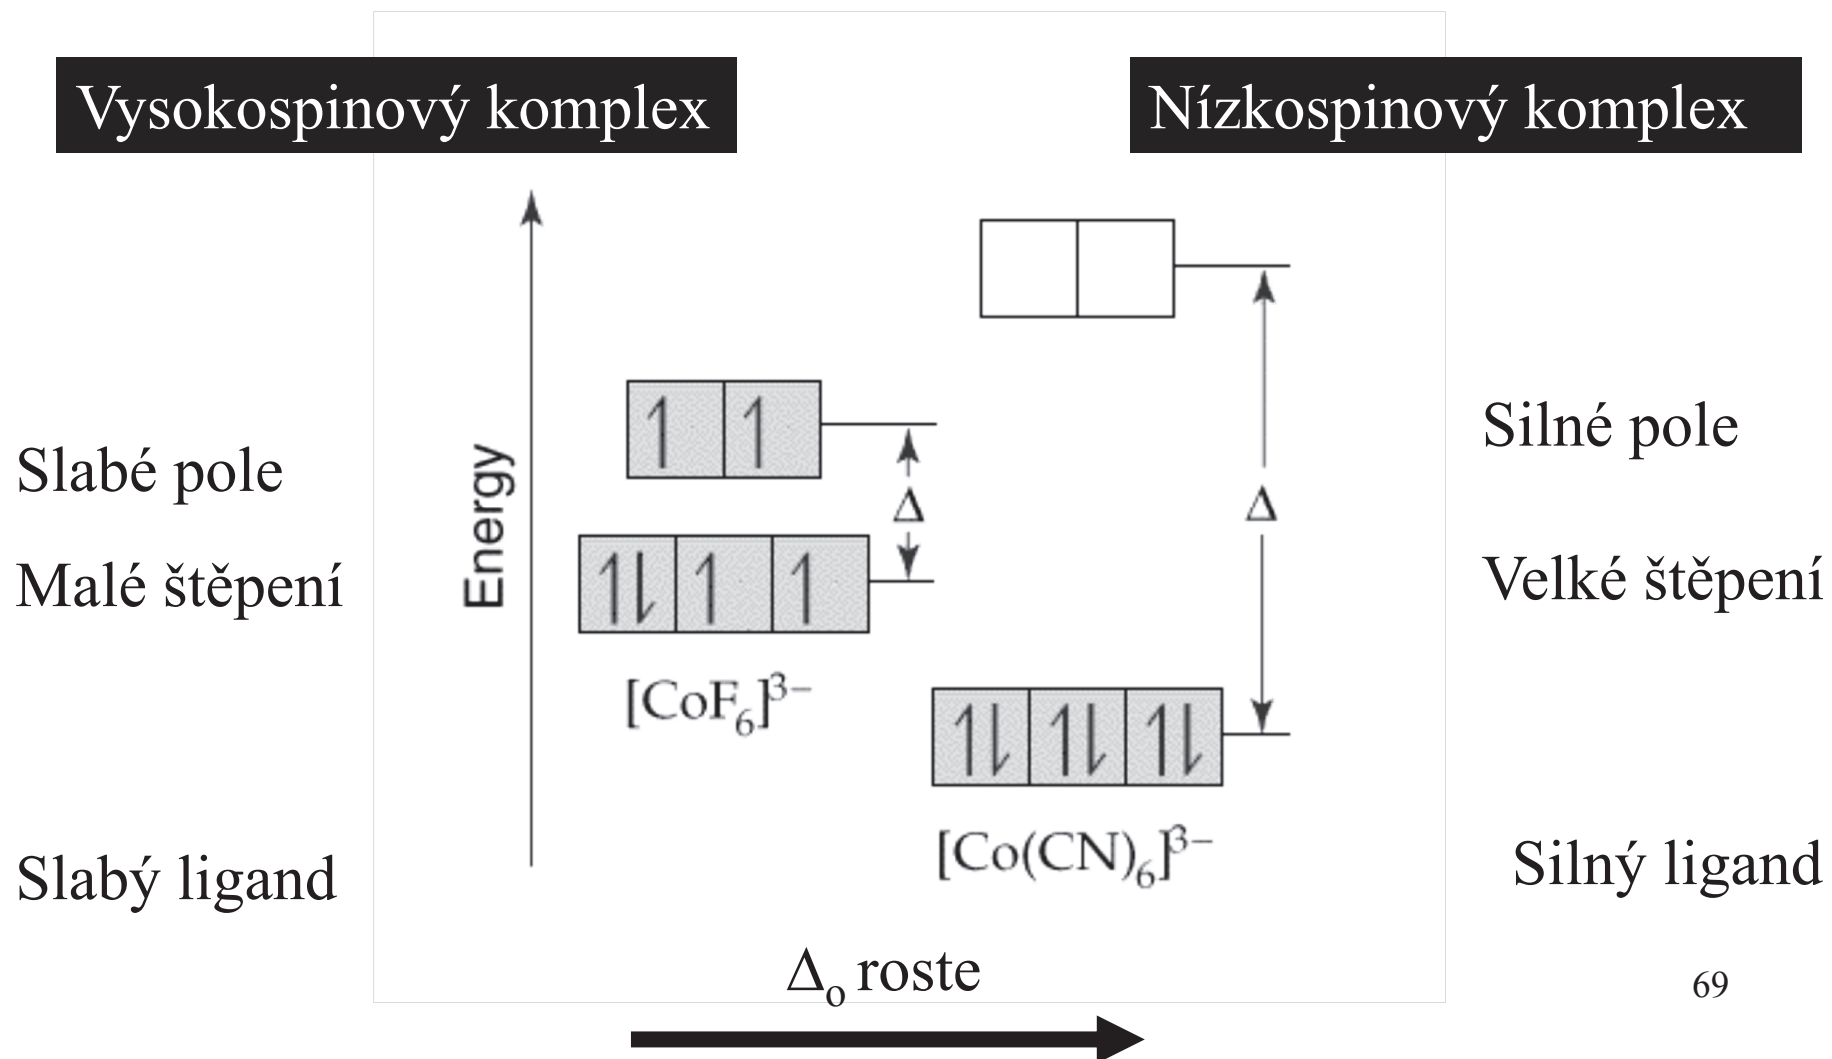 Vysokospinový komplex
Nízkospinový komplex
Energy
Slabé pole
Malé štěpení
Slabý ligand
Δ
[CoF₆]³⁻
Δ
[Co(CN)₆]³⁻
Silné pole
Velké štěpení
Silný ligand
Δₒ roste
69